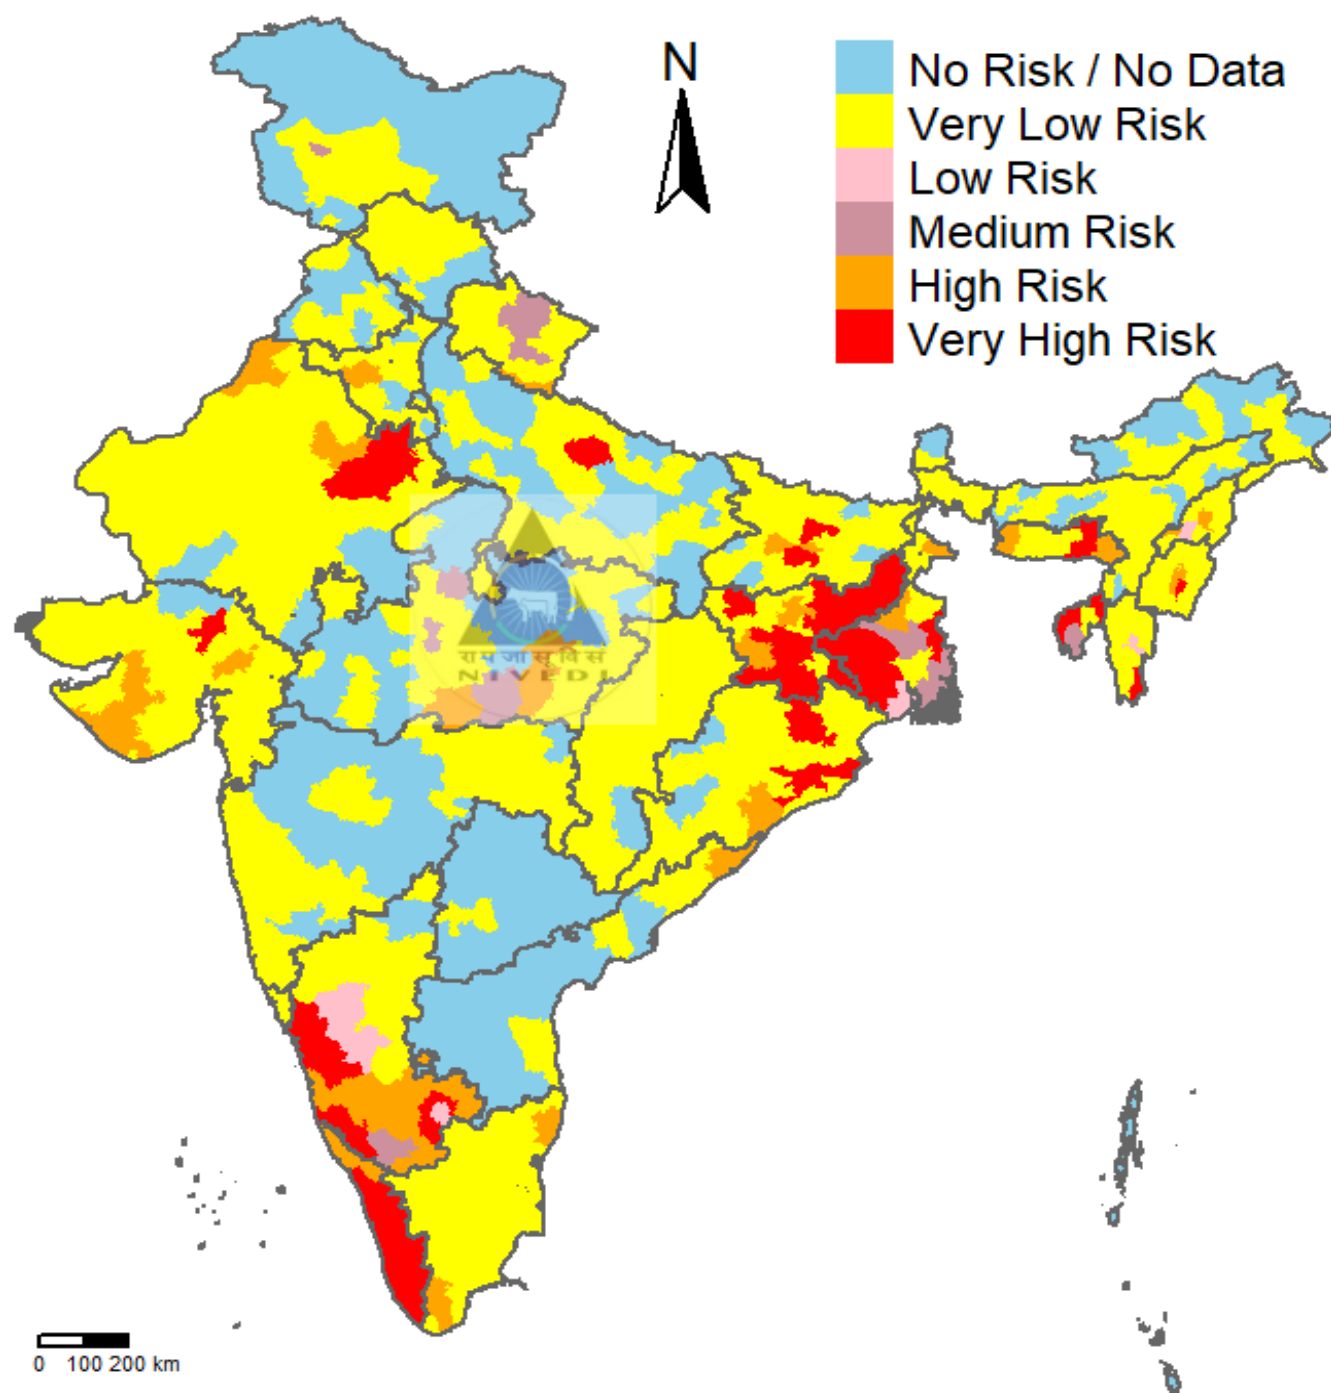 N
No Risk / No Data
Very Low Risk
Low Risk
Medium Risk
High Risk
Very High Risk
NIVEDI
0 100 200 km